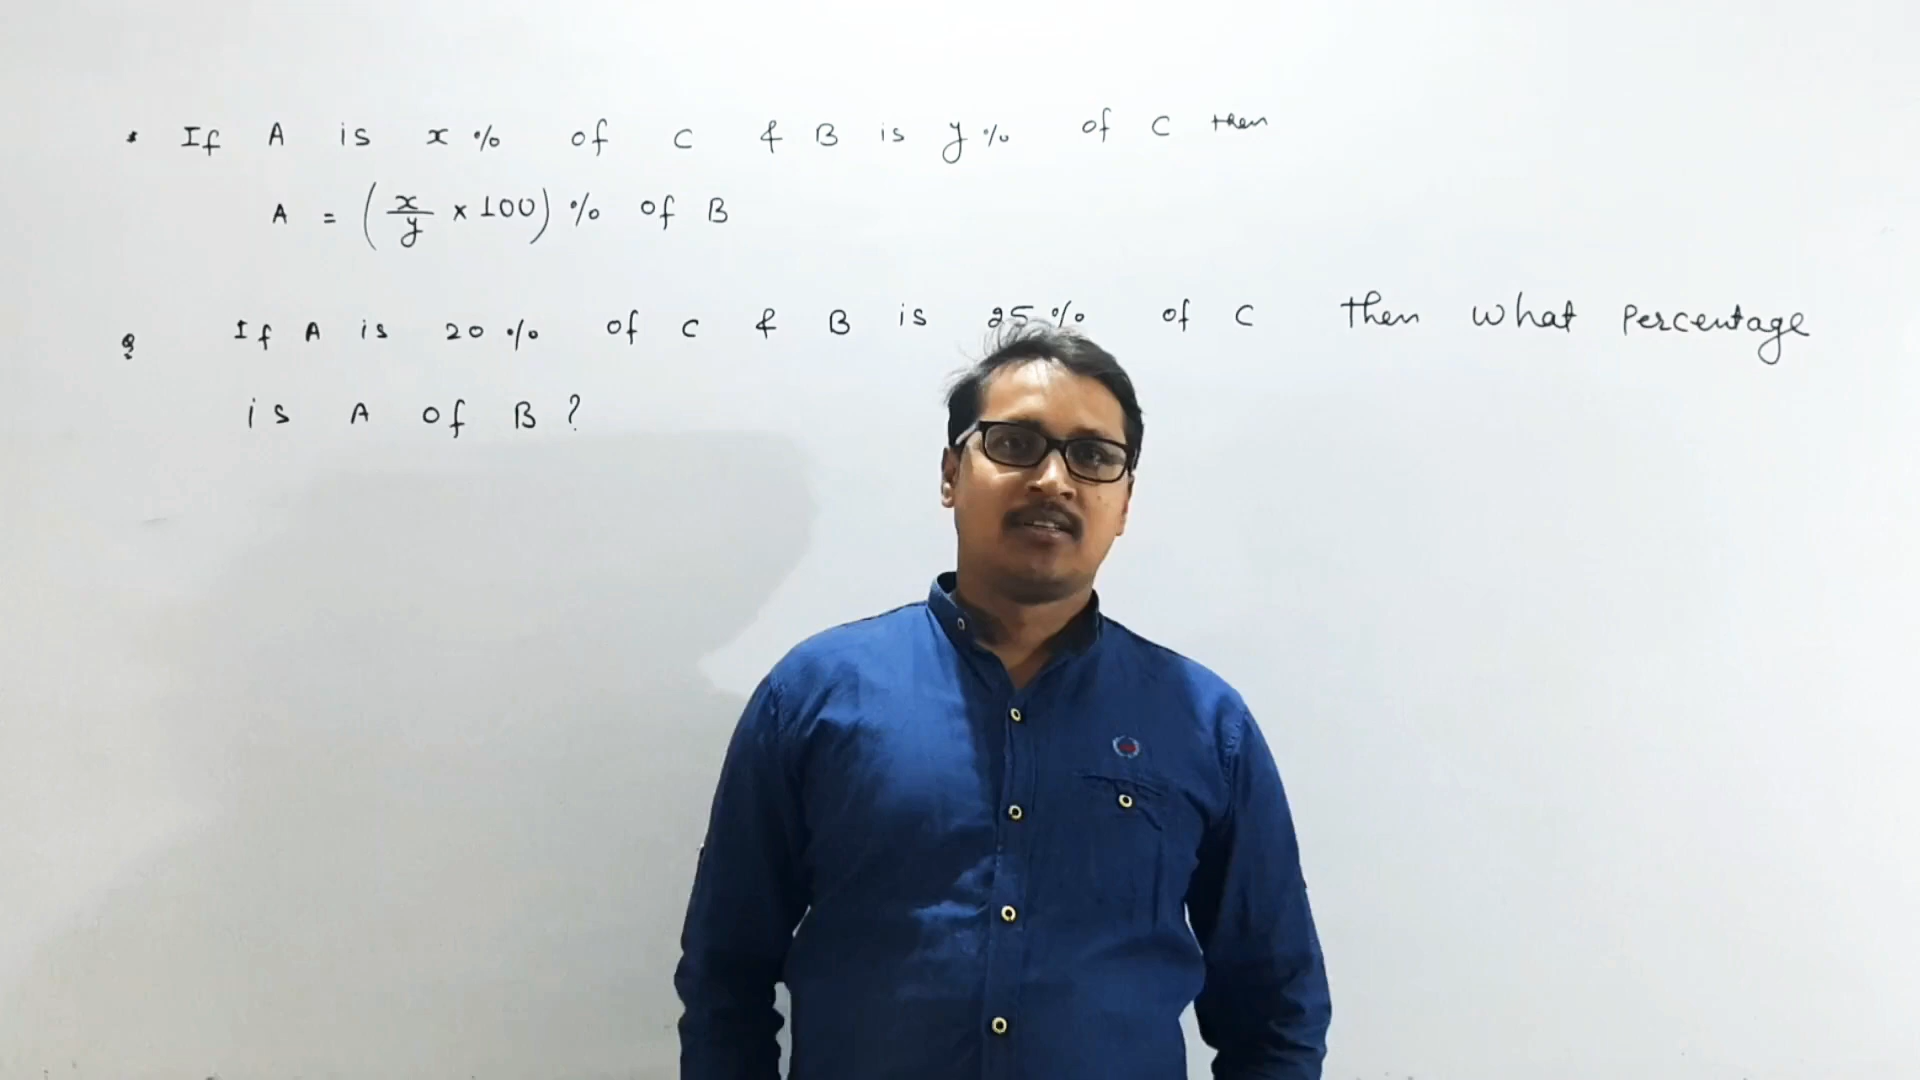 * If A is x % of C & B is y % of C then
A = ( x/y × 100 ) % of B
Q If A is 20 % of C & B is 25 % of C then what percentage
is A of B ?